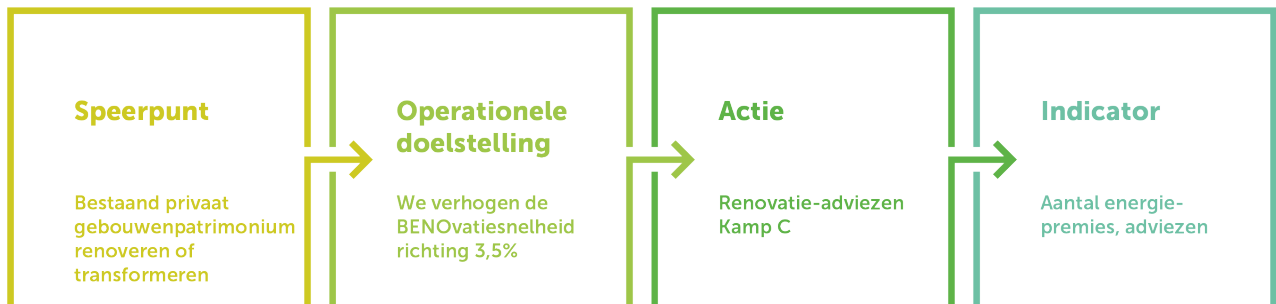 Speerpunt
Bestaand privaat
gebouwenpatrimonium
renoveren of
transformeren
Operationele
doelstelling
We verhogen de
BENOvatiesnelheid
richting 3,5%
Actie
Renovatie-adviezen
Kamp C
Indicator
Aantal energie-
premies, adviezen